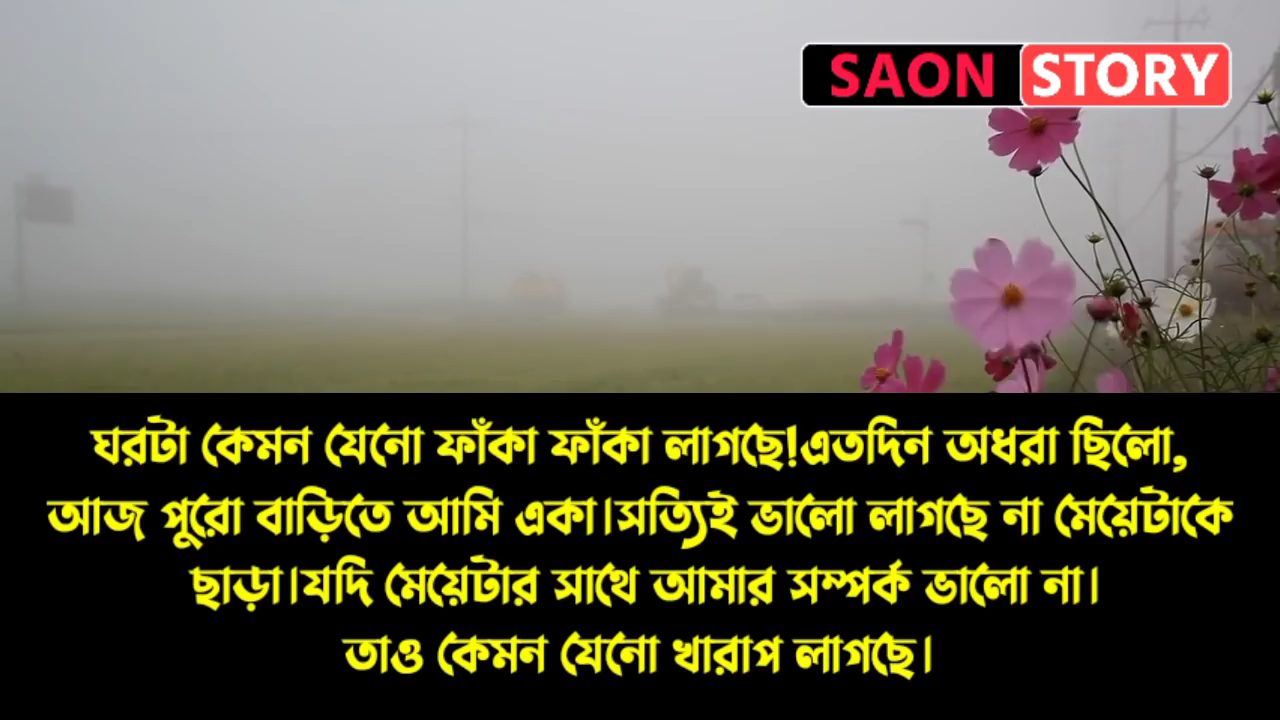 SAON STORY
ঘরটা কেমন যেনো ফাঁকা ফাঁকা লাগছে!এতদিন অধরা ছিলো,
আজ পুরো বাড়িতে আমি একা।সত্যিই ভালো লাগছে না মেয়েটাকে
ছাড়া।যদি মেয়েটার সাথে আমার সম্পর্ক ভালো না।
তাও কেমন যেনো খারাপ লাগছে।